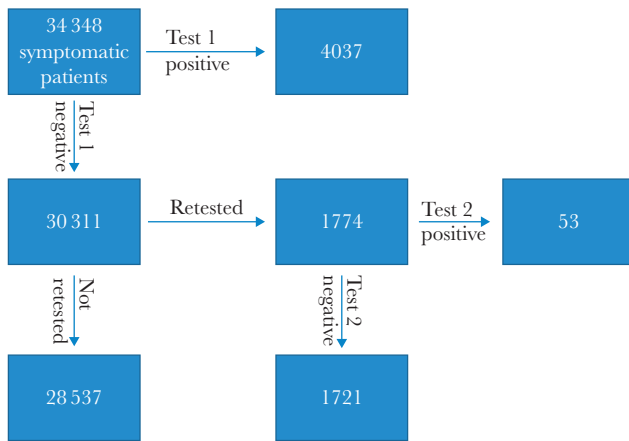 34 348
symptomatic
patients
Test 1
positive
4037
Test 1
negative
30 311
Retested
1774
Test 2
positive
53
Not
retested
Test 2
negative
28 537
1721